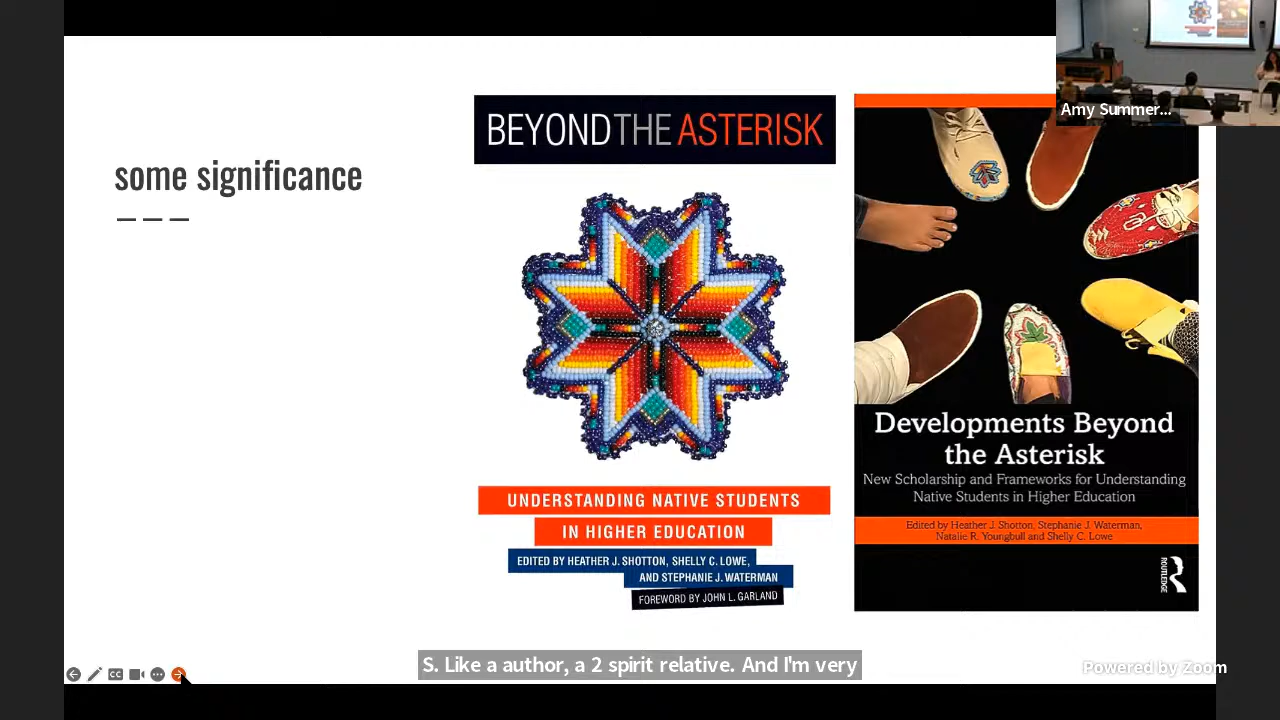 some significance
BEYOND THE ASTERISK
UNDERSTANDING NATIVE STUDENTS
IN HIGHER EDUCATION
EDITED BY HEATHER J. SHOTTON, SHELLY C. LOWE,
AND STEPHANIE J. WATERMAN
FOREWORD BY JOHN L. GARLAND
Developments Beyond
the Asterisk
New Scholarship and Frameworks for Understanding
Native Students in Higher Education
Edited by Heather J. Shotton, Stephanie J. Waterman,
Natalie R. Youngbull and Shelly C. Lowe
ROUTLEDGE
Amy Summer...
CC
S. Like a author, a 2 spirit relative. And I'm very
Powered by Zoom